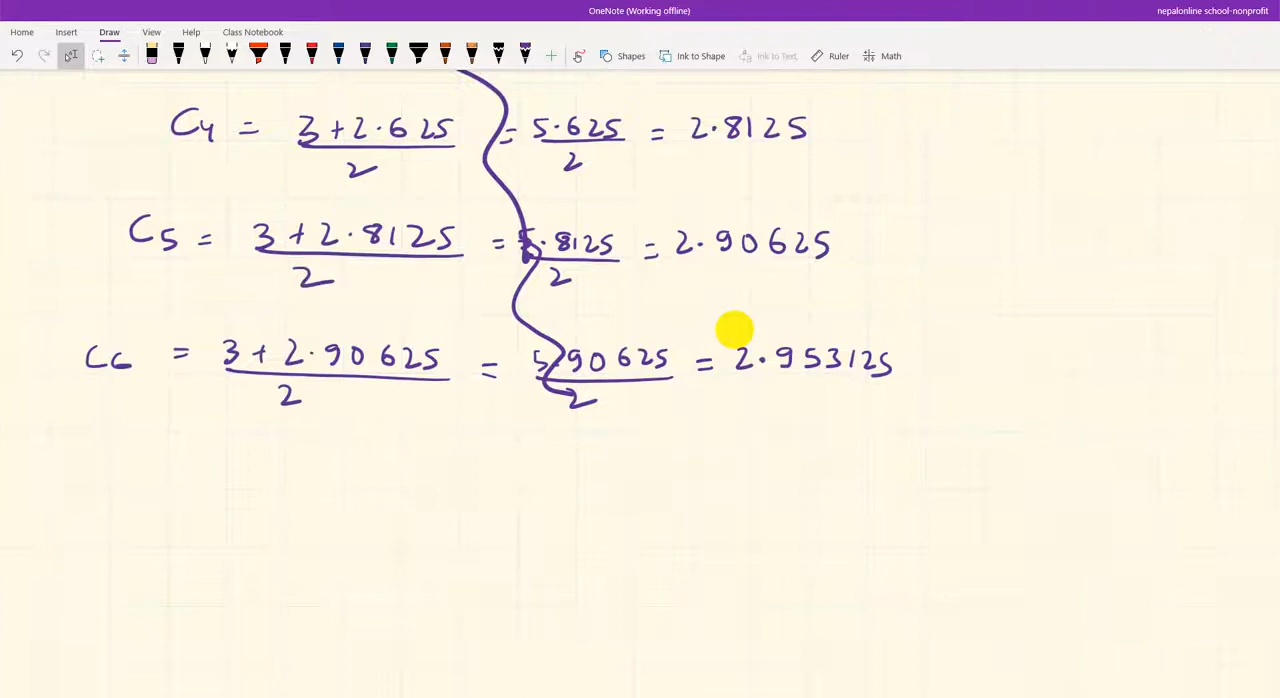 OneNote (Working offline)
nepalonline school-nonprofit
Home Insert Draw View Help Class Notebook
Shapes Ink to Shape Ink to Text Ruler Math
C4 = 3+2.625/2 = 5.625/2 = 2.8125
C5 = 3+2.8125/2 = 5.8125/2 = 2.90625
C6 = 3+2.90625/2 = 5.90625/2 = 2.953125